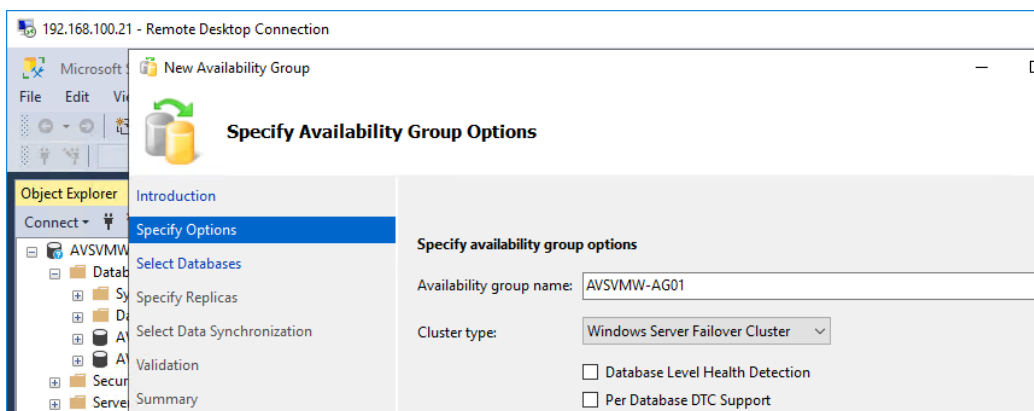 192.168.100.21 - Remote Desktop Connection
Microsoft
New Availability Group
File Edit
Specify Availability Group Options
Object Explorer
Introduction
Connect
Specify Options
Specify availability group options
AVSVMW
Select Databases
Availability group name: AVSVMW-AG01
Specify Replicas
Cluster type: Windows Server Failover Cluster
Select Data Synchronization
Validation
Database Level Health Detection
Summary
Per Database DTC Support